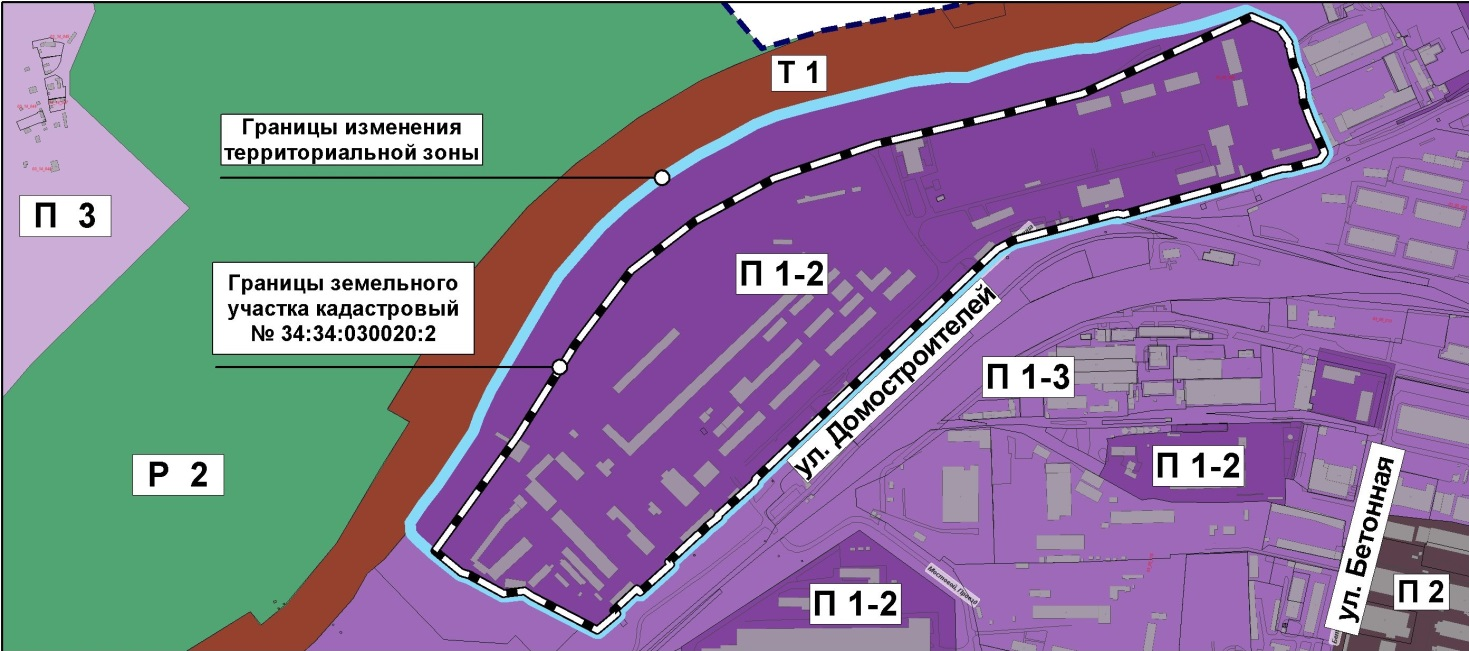 Т 1
Границы изменения
территориальной зоны
П 3
Границы земельного
участка кадастровый
№ 34:34:030020:2
П 1-2
ул. Домостроителей
П 1-3
Р 2
П 1-2
ул. Бетонная
П 1-2
П 2